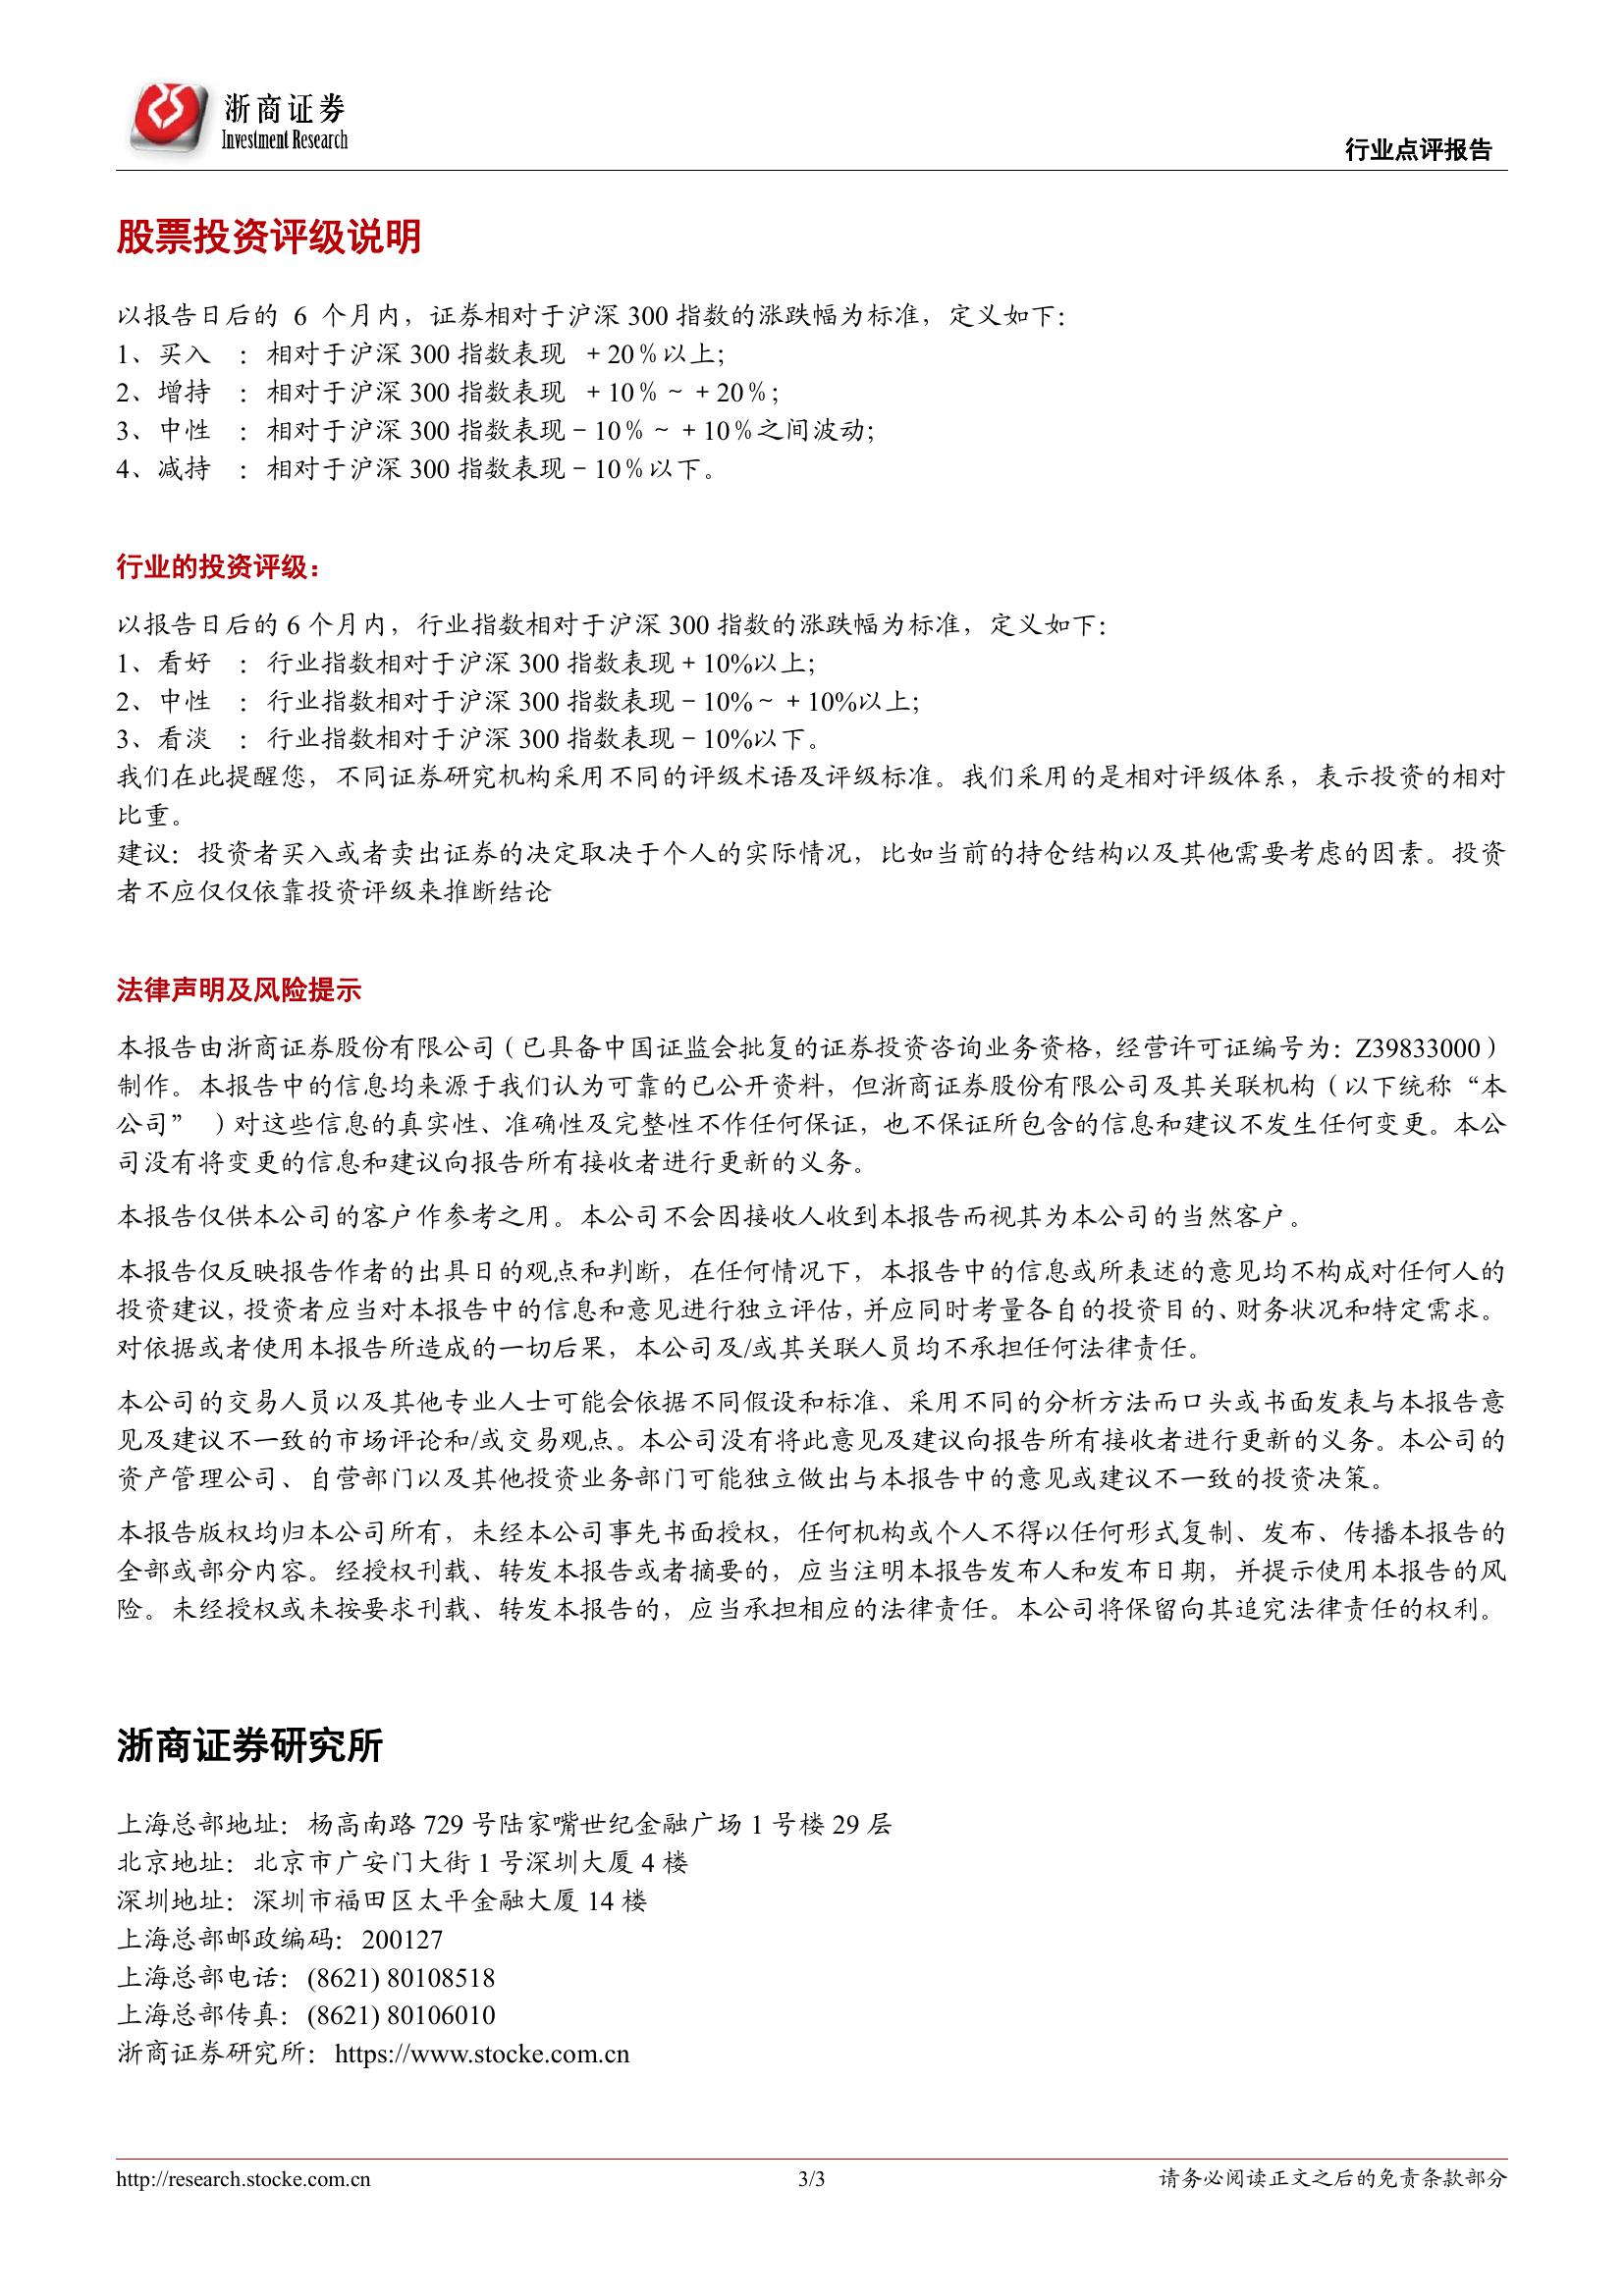 浙商证券
Investment Research
行业点评报告
股票投资评级说明
以报告日后的 6 个月内，证券相对于沪深 300 指数的涨跌幅为标准，定义如下：
1、买入 ：相对于沪深 300 指数表现 ＋20％以上；
2、增持 ：相对于沪深 300 指数表现 ＋10％～＋20％；
3、中性 ：相对于沪深 300 指数表现－10％～＋10％之间波动；
4、减持 ：相对于沪深 300 指数表现－10％以下。
行业的投资评级：
以报告日后的 6 个月内，行业指数相对于沪深 300 指数的涨跌幅为标准，定义如下：
1、看好 ：行业指数相对于沪深 300 指数表现＋10%以上；
2、中性 ：行业指数相对于沪深 300 指数表现－10%～＋10%以上；
3、看淡 ：行业指数相对于沪深 300 指数表现－10%以下。
我们在此提醒您，不同证券研究机构采用不同的评级术语及评级标准。我们采用的是相对评级体系，表示投资的相对
比重。
建议：投资者买入或者卖出证券的决定取决于个人的实际情况，比如当前的持仓结构以及其他需要考虑的因素。投资
者不应仅仅依靠投资评级来推断结论
法律声明及风险提示
本报告由浙商证券股份有限公司（已具备中国证监会批复的证券投资咨询业务资格，经营许可证编号为：Z39833000）
制作。本报告中的信息均来源于我们认为可靠的已公开资料，但浙商证券股份有限公司及其关联机构（以下统称“本
公司”）对这些信息的真实性、准确性及完整性不作任何保证，也不保证所包含的信息和建议不发生任何变更。本公
司没有将变更的信息和建议向报告所有接收者进行更新的义务。
本报告仅供本公司的客户作参考之用。本公司不会因接收人收到本报告而视其为本公司的当然客户。
本报告仅反映报告作者的出具日的观点和判断，在任何情况下，本报告中的信息或所表述的意见均不构成对任何人的
投资建议，投资者应当对本报告中的信息和意见进行独立评估，并应同时考量各自的投资目的、财务状况和特定需求。
对依据或者使用本报告所造成的一切后果，本公司及/或其关联人员均不承担任何法律责任。
本公司的交易人员以及其他专业人士可能会依据不同假设和标准、采用不同的分析方法而口头或书面发表与本报告意
见及建议不一致的市场评论和/或交易观点。本公司没有将此意见及建议向报告所有接收者进行更新的义务。本公司的
资产管理公司、自营部门以及其他投资业务部门可能独立做出与本报告中的意见或建议不一致的投资决策。
本报告版权均归本公司所有，未经本公司事先书面授权，任何机构或个人不得以任何形式复制、发布、传播本报告的
全部或部分内容。经授权刊载、转发本报告或者摘要的，应当注明本报告发布人和发布日期，并提示使用本报告的风
险。未经授权或未按要求刊载、转发本报告的，应当承担相应的法律责任。本公司将保留向其追究法律责任的权利。
浙商证券研究所
上海总部地址：杨高南路 729 号陆家嘴世纪金融广场 1 号楼 29 层
北京地址：北京市广安门大街 1 号深圳大厦 4 楼
深圳地址：深圳市福田区太平金融大厦 14 楼
上海总部邮政编码：200127
上海总部电话：(8621) 80108518
上海总部传真：(8621) 80106010
浙商证券研究所：https://www.stocke.com.cn
http://research.stocke.com.cn
3/3
请务必阅读正文之后的免责条款部分